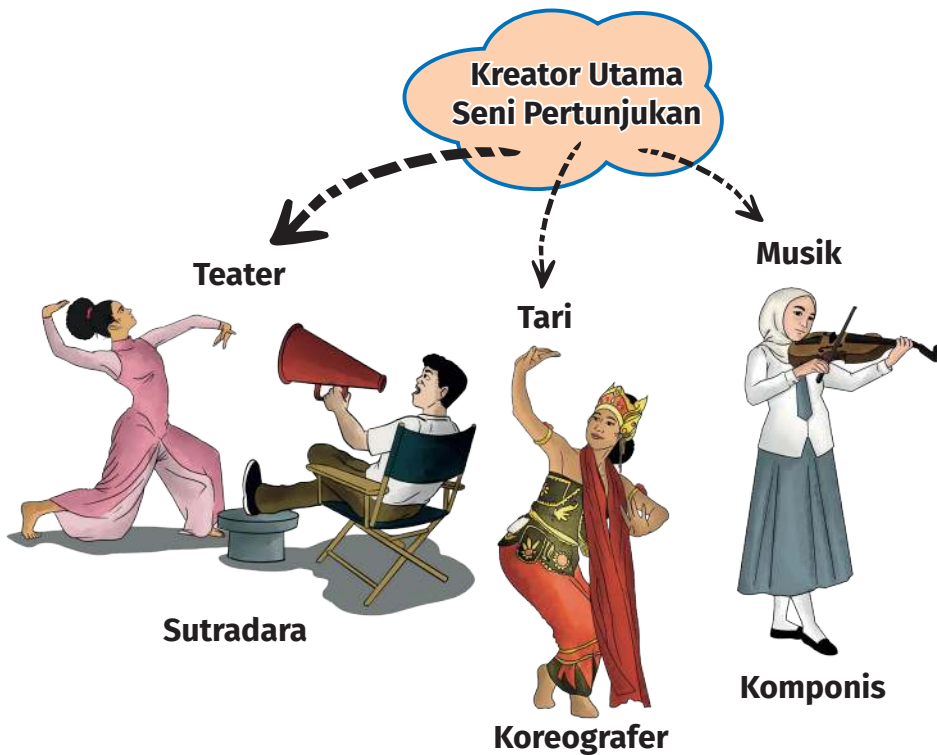 Kreator Utama
Seni Pertunjukan
Teater
Sutradara
Tari
Koreografer
Musik
Komponis